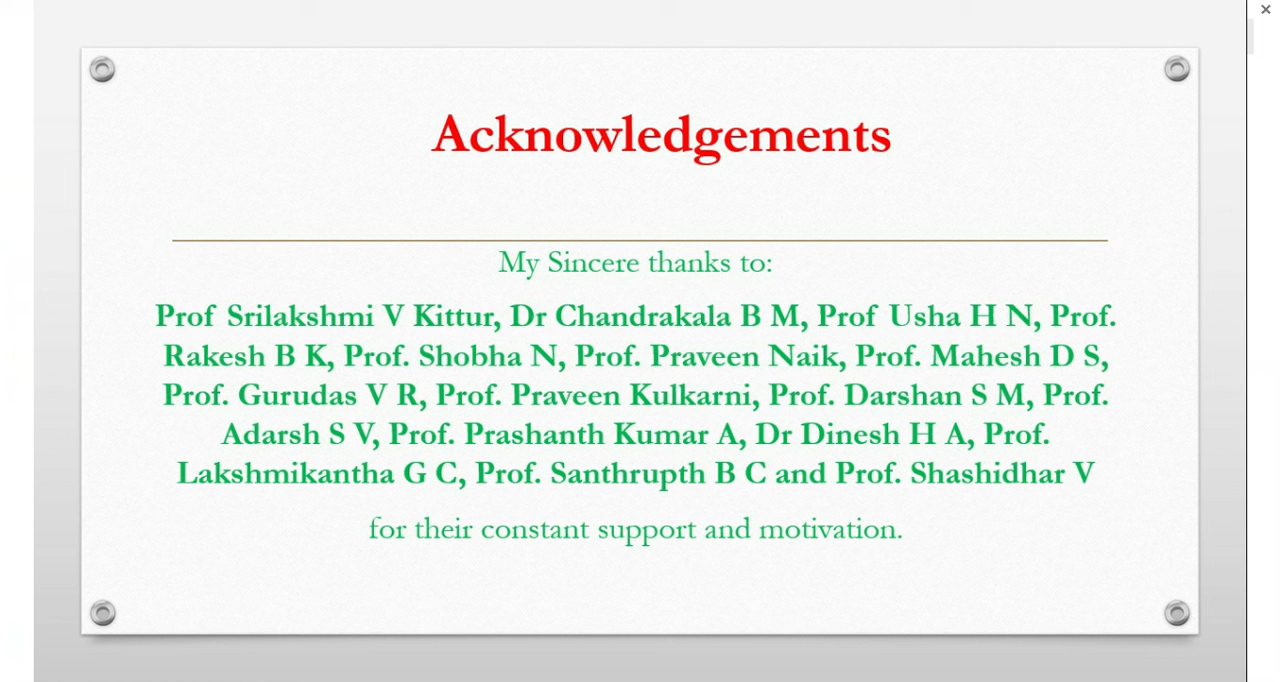 Acknowledgements
My Sincere thanks to:
Prof Srilakshmi V Kittur, Dr Chandrakala B M, Prof Usha H N, Prof.
Rakesh B K, Prof. Shobha N, Prof. Praveen Naik, Prof. Mahesh D S,
Prof. Gurudas V R, Prof. Praveen Kulkarni, Prof. Darshan S M, Prof.
Adarsh S V, Prof. Prashanth Kumar A, Dr Dinesh H A, Prof.
Lakshmikantha G C, Prof. Santhrupth B C and Prof. Shashidhar V
for their constant support and motivation.